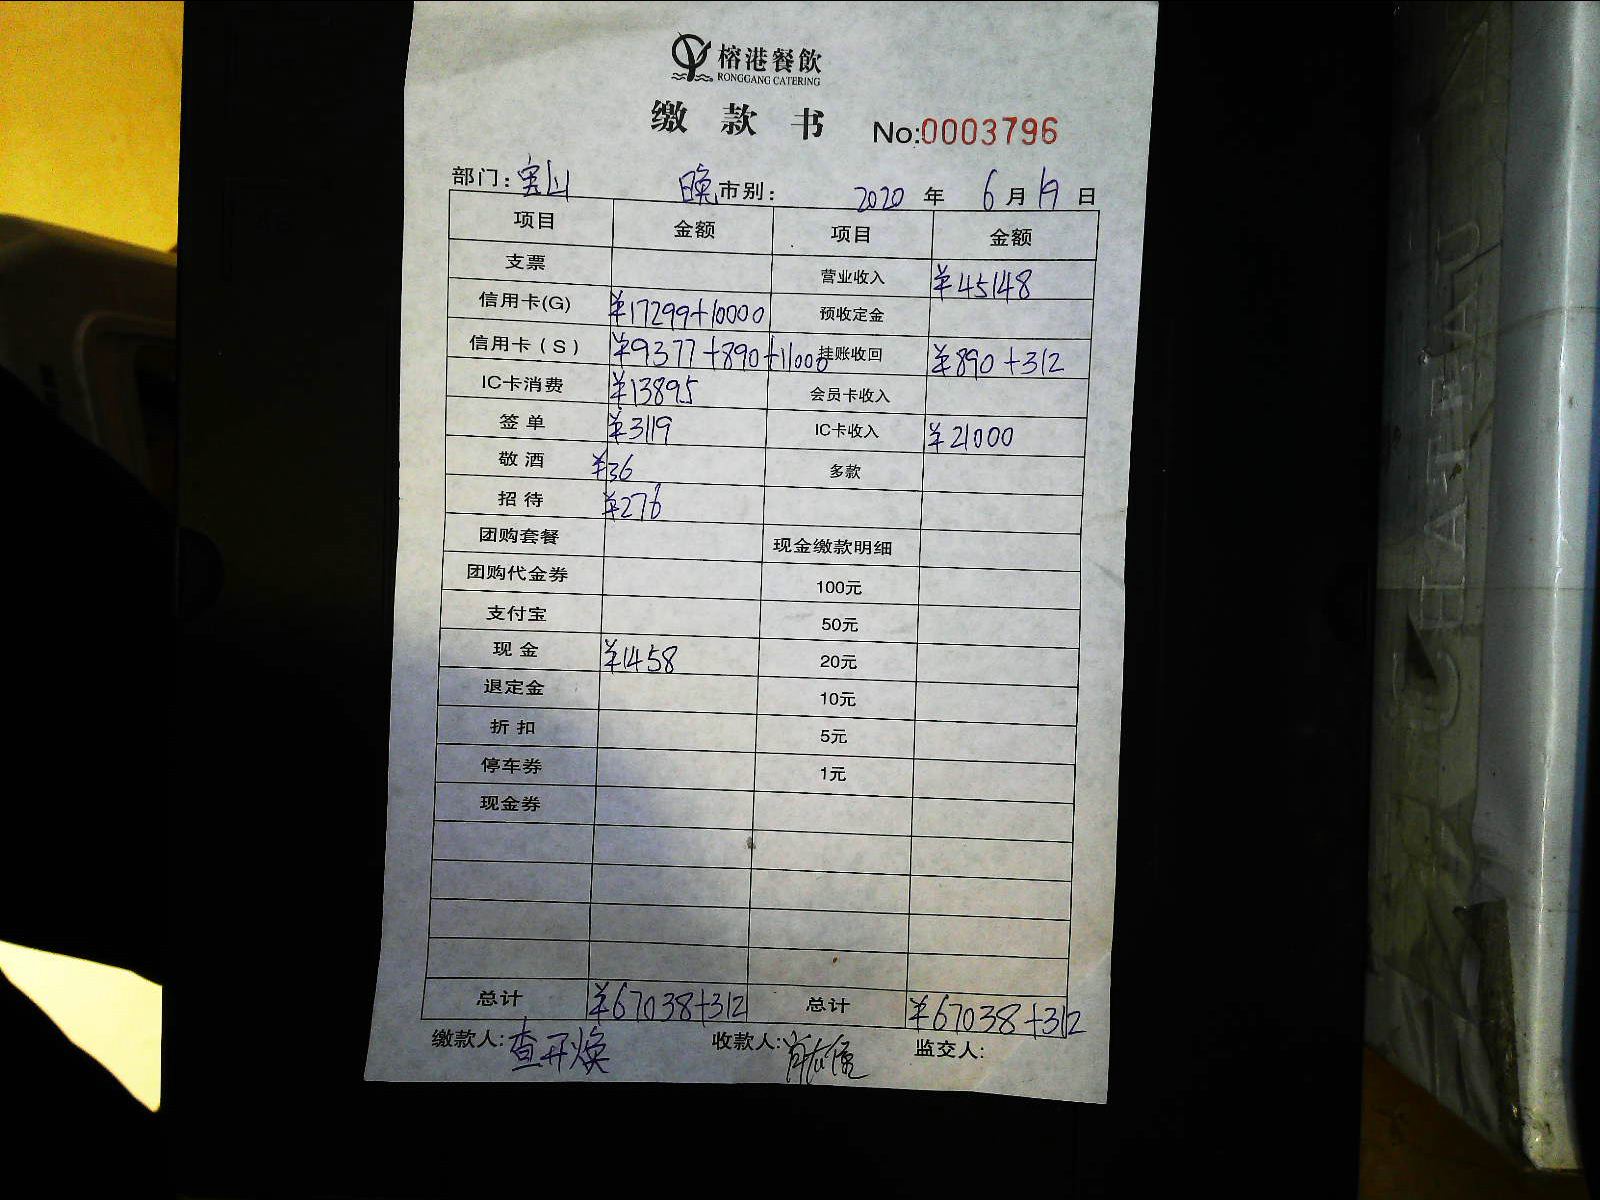 榕港餐飲
RONGGANG CATERING
缴款书 No:0003796
部门:宝山 晚市别: 2020年6月19日
项目 金额 项目 金额
支票 营业收入 ¥45148
信用卡(G) ¥17299+10000 预收定金
信用卡(S) ¥9377+890+11000 挂账收回 ¥890+312
IC卡消费 ¥13895 会员卡收入
签单 ¥3119 IC卡收入 ¥21000
敬酒 ¥36 多款
招待 ¥276
团购套餐 现金缴款明细
团购代金券 100元
支付宝 50元
现金 ¥1458 20元
退定金 10元
折扣 5元
停车券 1元
现金券
总计 ¥67038+312 总计 ¥67038+312
缴款人:查开焕 收款人: 监交人: